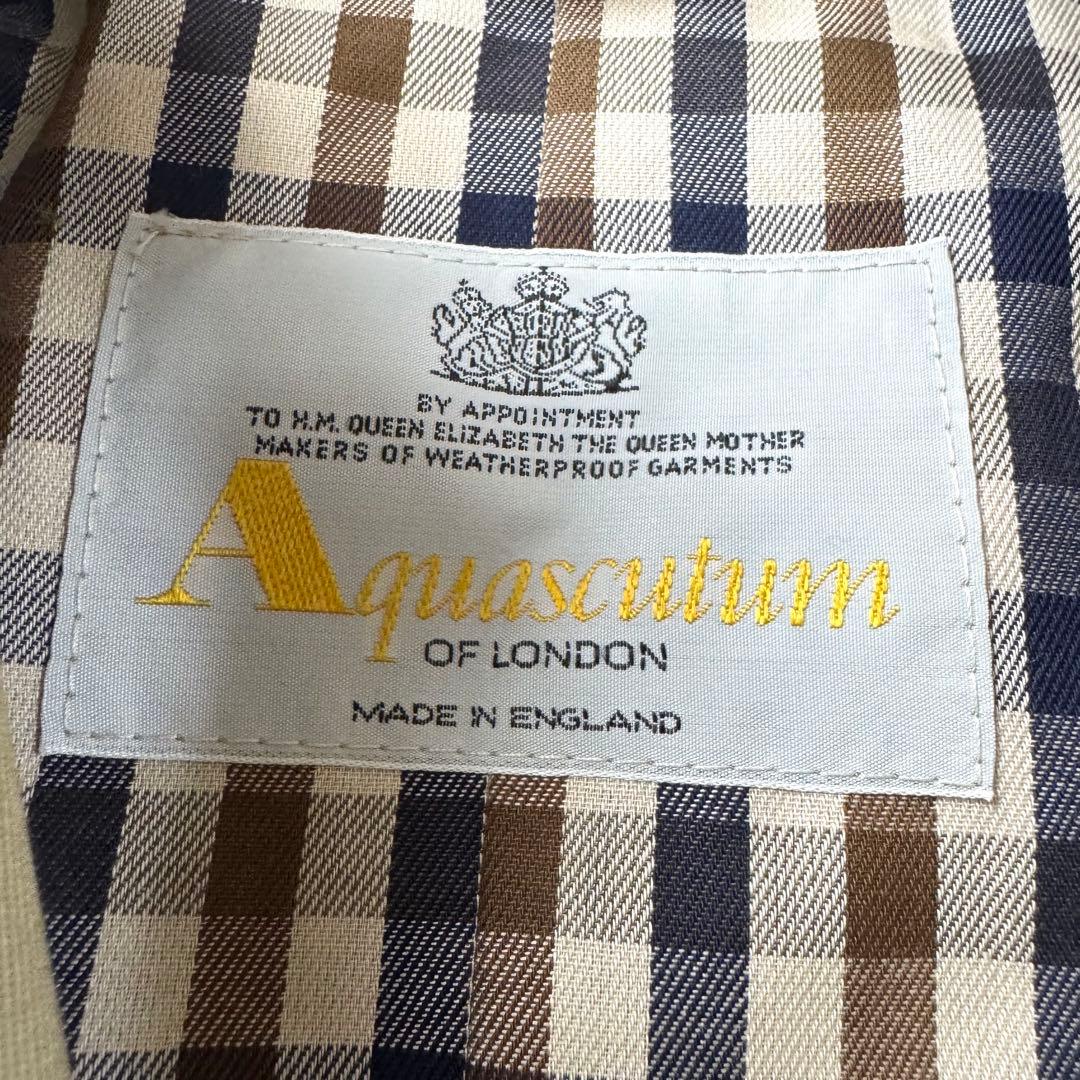 BY APPOINTMENT
TO H.M. QUEEN ELIZABETH THE QUEEN MOTHER
MAKERS OF WEATHERPROOF GARMENTS
Aquascutum
OF LONDON
MADE IN ENGLAND